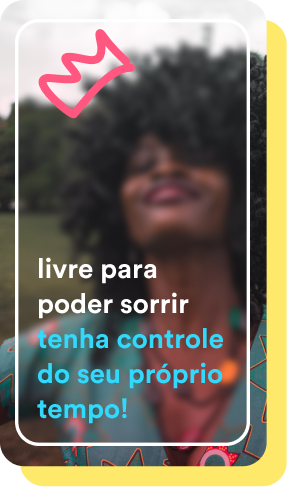 livre para
poder sorrir
tenha controle
do seu próprio
tempo!